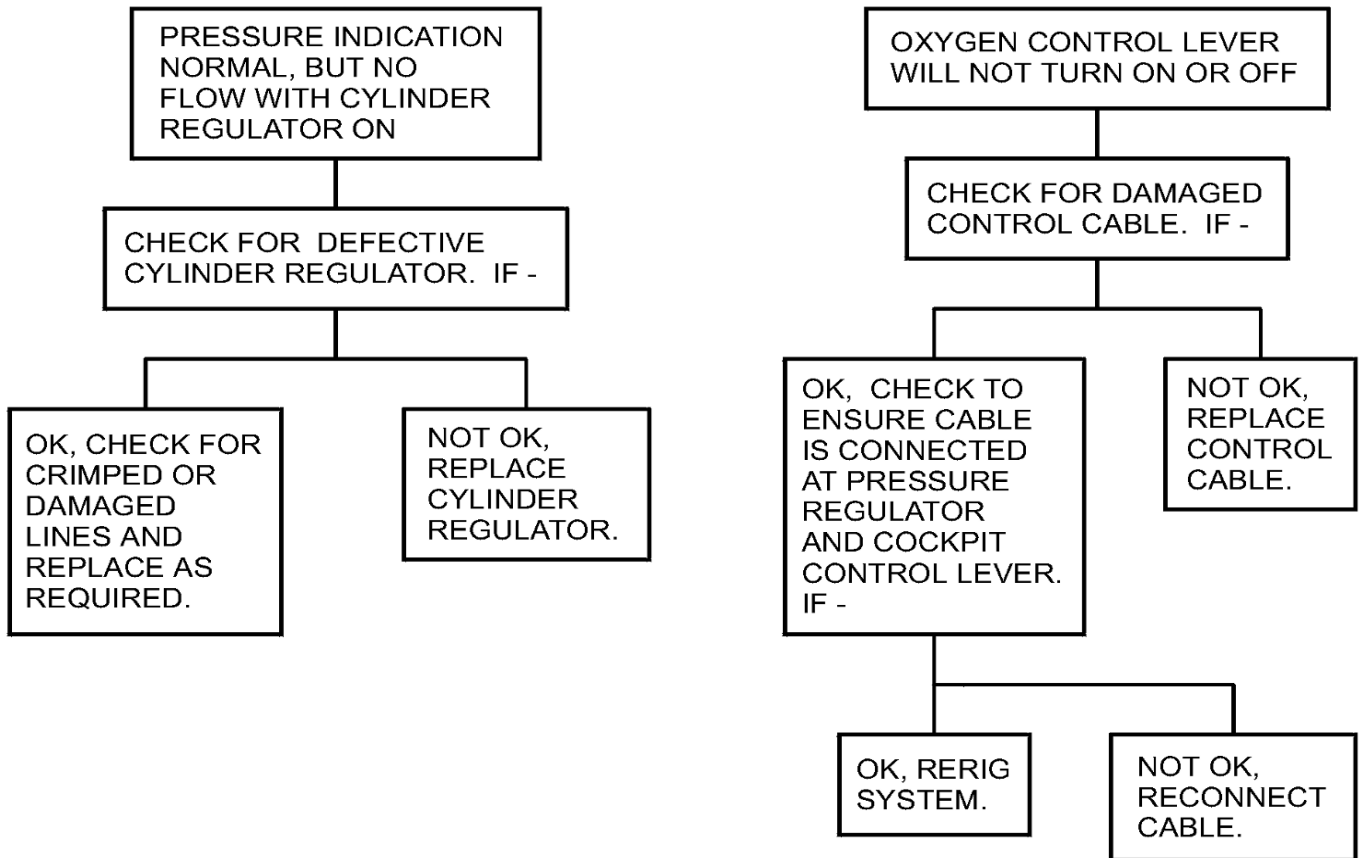 PRESSURE INDICATION
NORMAL, BUT NO
FLOW WITH CYLINDER
REGULATOR ON
CHECK FOR DEFECTIVE
CYLINDER REGULATOR. IF -
OK, CHECK FOR
CRIMPED OR
DAMAGED
LINES AND
REPLACE AS
REQUIRED.
NOT OK,
REPLACE
CYLINDER
REGULATOR.
OXYGEN CONTROL LEVER
WILL NOT TURN ON OR OFF
CHECK FOR DAMAGED
CONTROL CABLE. IF -
OK, CHECK TO
ENSURE CABLE
IS CONNECTED
AT PRESSURE
REGULATOR
AND COCKPIT
CONTROL LEVER.
IF -
NOT OK,
REPLACE
CONTROL
CABLE.
OK, RERIG
SYSTEM.
NOT OK,
RECONNECT
CABLE.